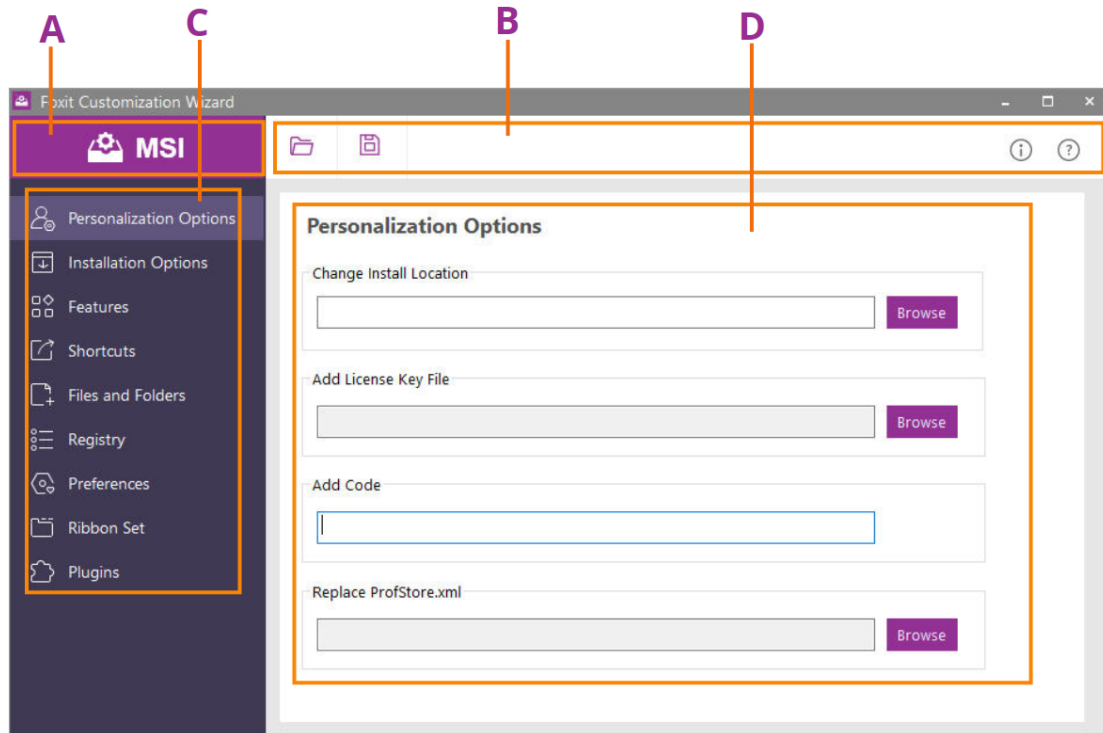 A C B D
Foxit Customization Wizard
MSI
Personalization Options
Installation Options
Features
Shortcuts
Files and Folders
Registry
Preferences
Ribbon Set
Plugins
Personalization Options
Change Install Location
Browse
Add License Key File
Browse
Add Code
Replace ProfStore.xml
Browse